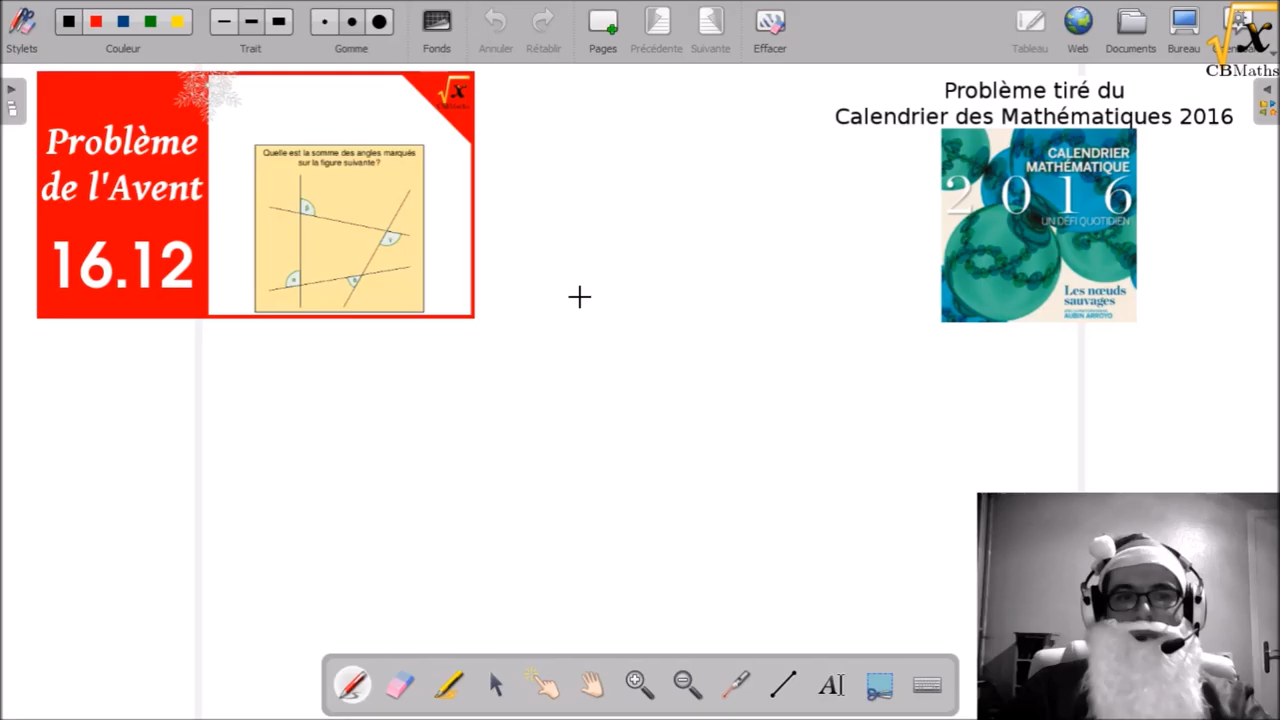 Stylets
Couleur
Trait
Gomme
Fonds
Annuler
Rétablir
Pages
Précédente
Suivante
Effacer
Tableau
Web
Documents
Bureau
CBMaths
Problème
de l'Avent
16.12
Quelle est la somme des angles marqués
sur la figure suivante ?
Problème tiré du
Calendrier des Mathématiques 2016
CALENDRIER
MATHÉMATIQUE
2016
UN DÉFI QUOTIDIEN
Les nœuds
sauvages
AUBIN ARROYO